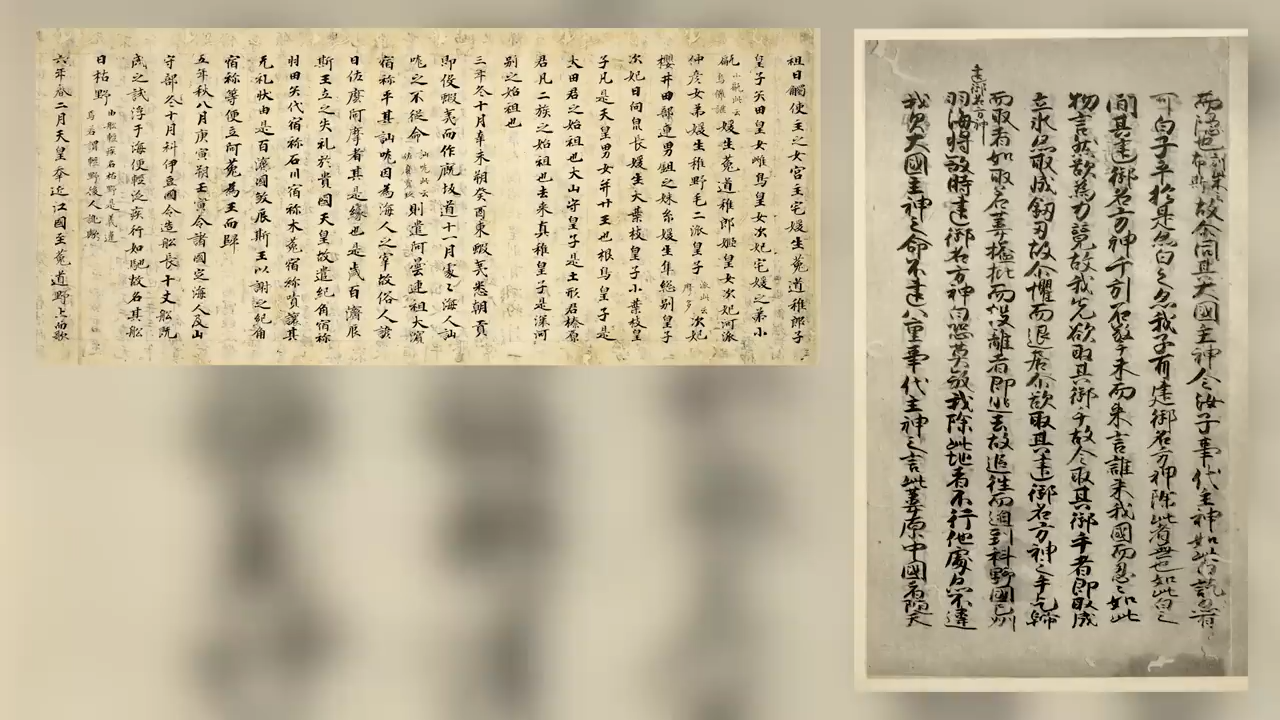 祖日觸使主之女宮主宅媛生菟道稚郎子
皇子矢田皇女雌鳥皇女次妃宅媛之弟小
甂媛生菟道稚郎姬皇女次妃河派
仲彥女弟媛生稚野毛二派皇子次妃
櫻井田部連男鉏之妹糸媛生隼總別皇子
次妃日向泉長媛生大葉枝皇子小葉枝皇
子凡是天皇男女并廿王也根鳥皇子是
大田君之始祖也大山守皇子是土形君榛原
君凡二族之始祖也去來真稚皇子是深河
別之始祖也
三年冬十月辛未朔癸酉東蝦夷悉朝貢
即役蝦夷而作廐坂道十一月處々海人訕
哤之不從命則遣阿曇連祖大濱
宿祢平其訕哤因為海人之宰故俗人諺
曰佐麼阿摩者其是緣也是歲百濟辰
斯王立之失礼於貴國天皇故遣紀角宿祢
羽田矢代宿祢石川宿祢木菟宿祢嘖讓其
无礼狀由是百濟國敘辰斯王以謝之紀角
宿祢等便立阿花為王而歸
五年秋八月庚寅朔壬寅令諸國定海人及山
守部冬十月科伊豆國令造船長十丈船既
成之試浮于海便輕泛疾行如馳故名其船
曰枯野
六年春二月天皇幸近江國至菟道野上而歌
故尒問其大國主神今汝子事代主神如此白訖亦有
可白子乎於是亦白之亦我子有建御名方神除此者無也如此白之
間其建御名方神千引石擎手末而来言誰来我國而忍々如此
物言然欲為力競故我先欲取其御手故令取其御手者即取成
立氷亦取成釼刃故尒懼而退居尒欲取其建御名方神之手乞歸
而取者如取若葦搤批而投離者即逃去故追往而迫到科野國之州
羽海將殺時建御名方神白恐莫殺我除此地者不行他處亦不違
我父大國主神之命不違八重事代主神之言此葦原中國者随天